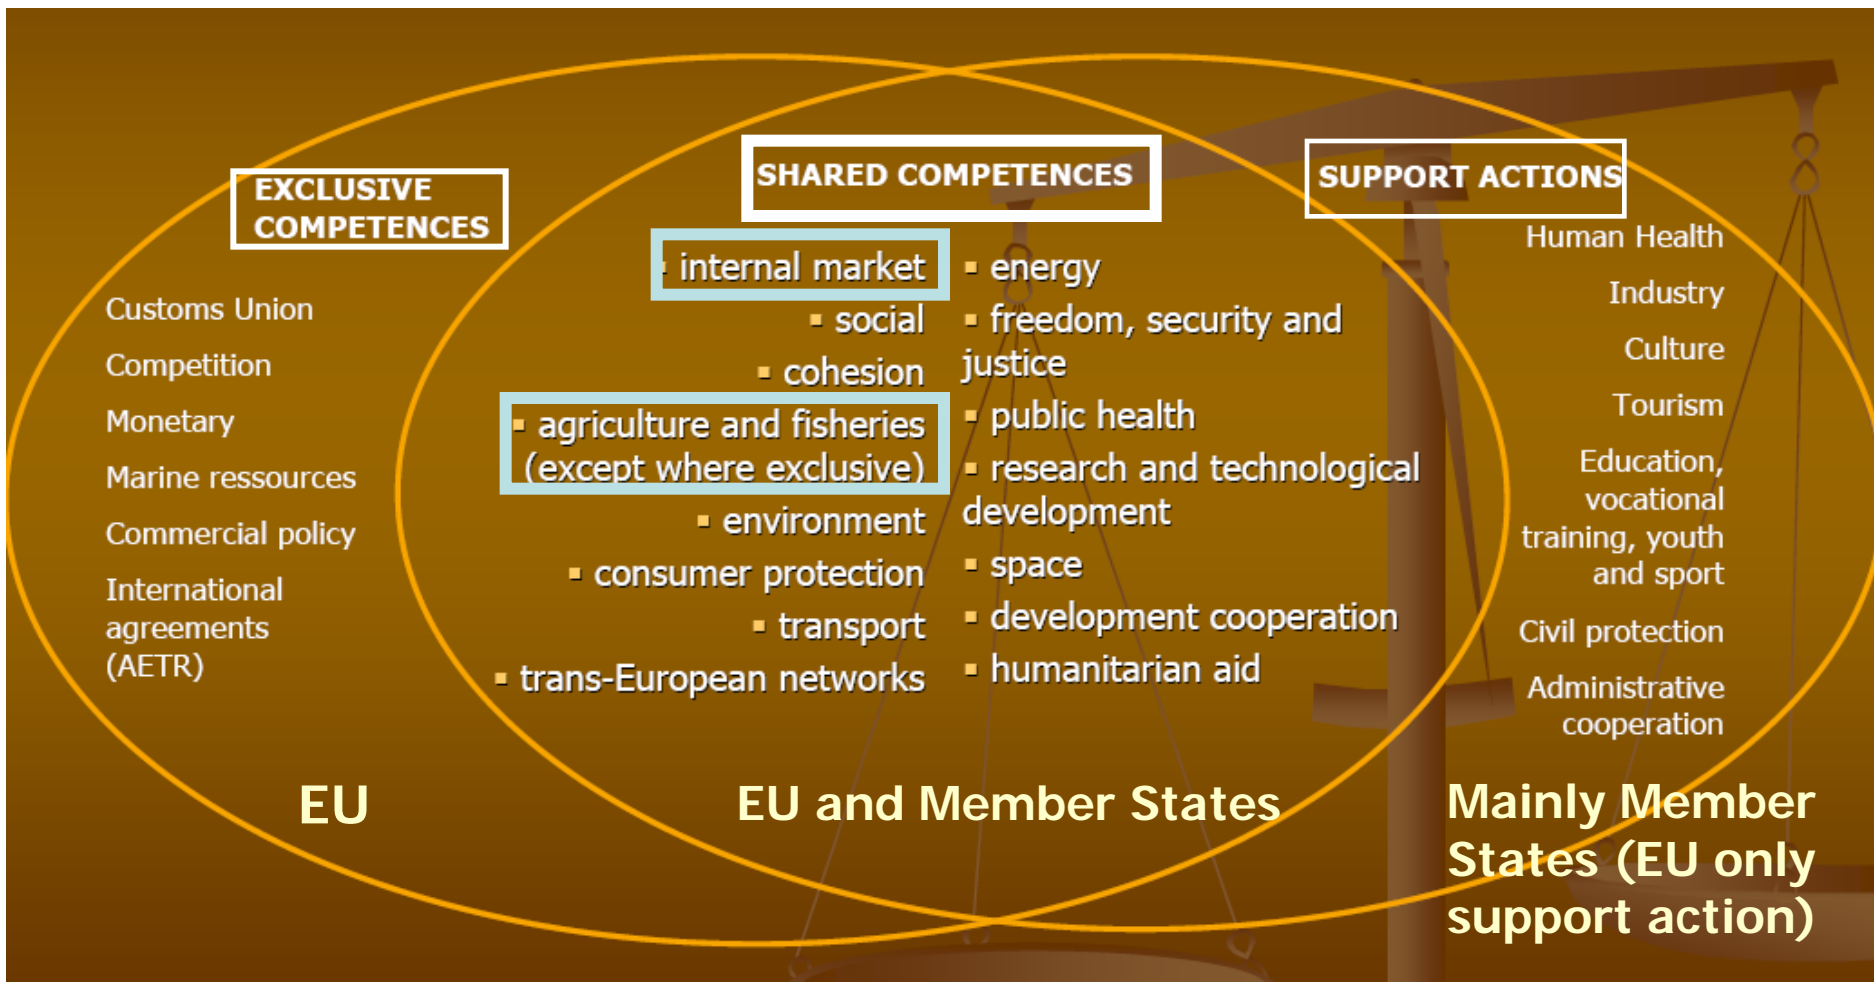 EXCLUSIVE
COMPETENCES
Customs Union
Competition
Monetary
Marine ressources
Commercial policy
International
agreements
(AETR)
EU
SHARED COMPETENCES
▪ internal market
▪ social
▪ cohesion
▪ agriculture and fisheries
(except where exclusive)
▪ environment
▪ consumer protection
▪ transport
▪ trans-European networks
▪ energy
▪ freedom, security and
justice
▪ public health
▪ research and technological
development
▪ space
▪ development cooperation
▪ humanitarian aid
EU and Member States
SUPPORT ACTIONS
Human Health
Industry
Culture
Tourism
Education,
vocational
training, youth
and sport
Civil protection
Administrative
cooperation
Mainly Member
States (EU only
support action)